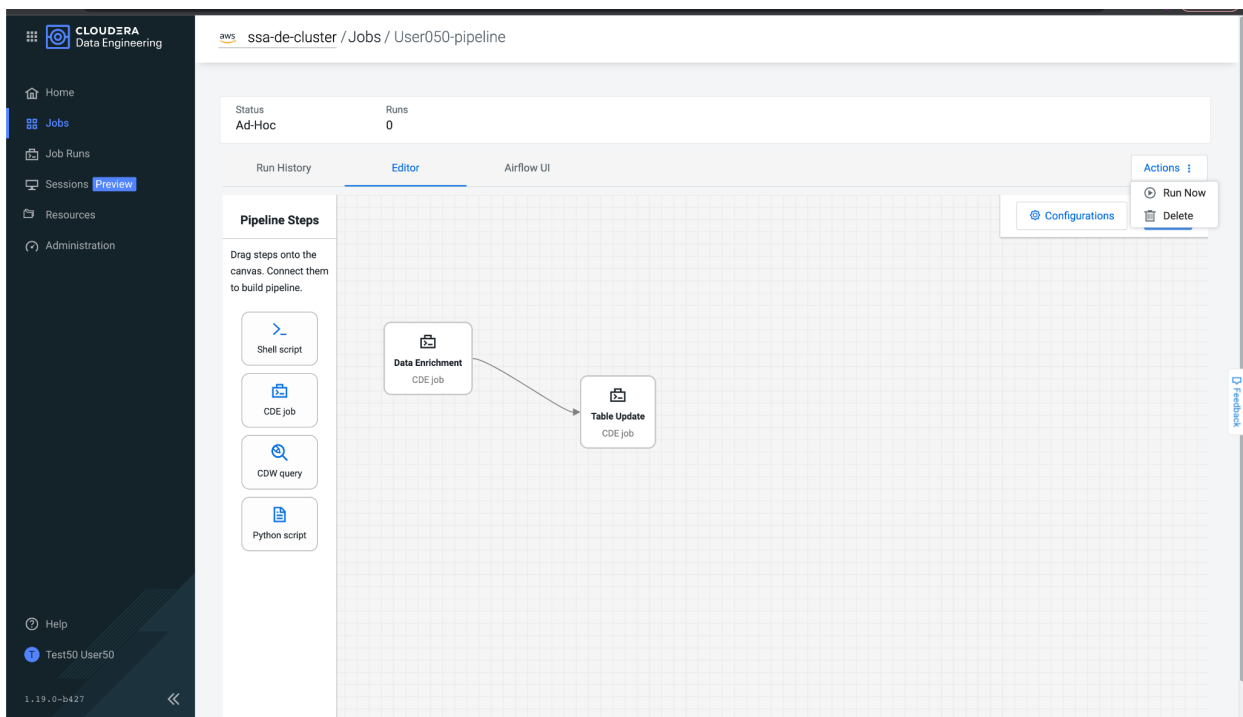 CLOUDERA
Data Engineering
Home
Jobs
Job Runs
Sessions Preview
Resources
Administration
Help
T Test50 User50
1.19.0-b427
aws ssa-de-cluster / Jobs / User050-pipeline
Status Runs
Ad-Hoc 0
Run History Editor Airflow UI Actions
Run Now
Delete
Configurations
Pipeline Steps
Drag steps onto the
canvas. Connect them
to build pipeline.
Shell script
CDE job
CDW query
Python script
Data Enrichment
CDE job
Table Update
CDE job
Feedback